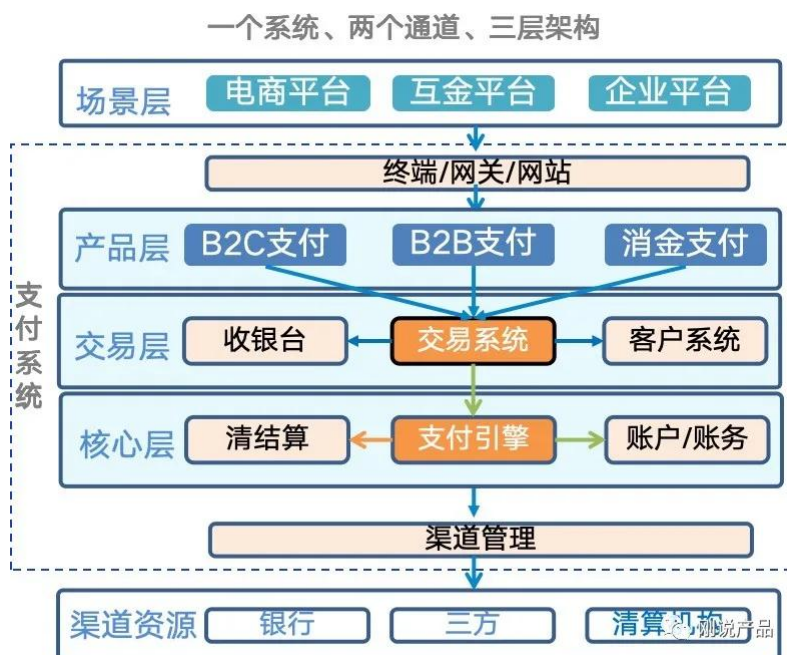 一个系统、两个通道、三层架构
场景层 电商平台 互金平台 企业平台
终端/网关/网站
产品层 B2C支付 B2B支付 消金支付
支付系统
交易层 收银台 交易系统 客户系统
核心层 清结算 支付引擎 账户/账务
渠道管理
渠道资源 银行 三方 清算机构
刚说产品